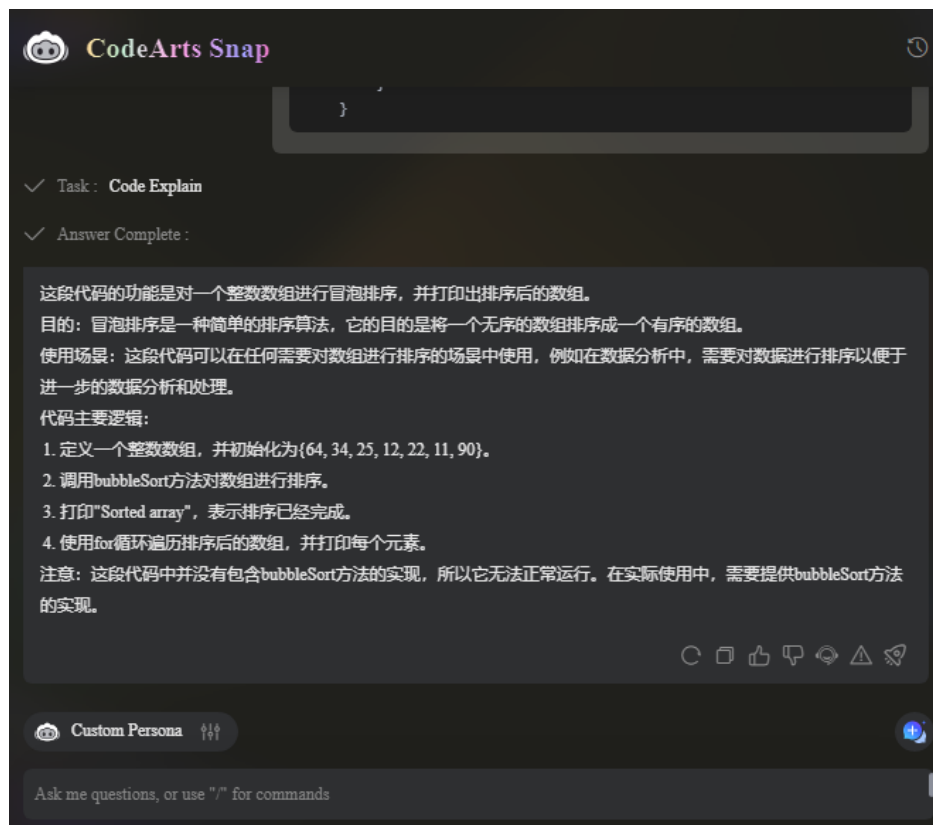 CodeArts Snap
}
Task : Code Explain
Answer Complete :
这段代码的功能是对一个整数数组进行冒泡排序，并打印出排序后的数组。
目的：冒泡排序是一种简单的排序算法，它的目的是将一个无序的数组排序成一个有序的数组。
使用场景：这段代码可以在任何需要对数组进行排序的场景中使用，例如在数据分析中，需要对数据进行排序以便于
进一步的数据分析和处理。
代码主要逻辑：
1. 定义一个整数数组，并初始化为{64, 34, 25, 12, 22, 11, 90}。
2. 调用bubbleSort方法对数组进行排序。
3. 打印"Sorted array"，表示排序已经完成。
4. 使用for循环遍历排序后的数组，并打印每个元素。
注意：这段代码中并没有包含bubbleSort方法的实现，所以它无法正常运行。在实际使用中，需要提供bubbleSort方法
的实现。
Custom Persona
Ask me questions, or use "/" for commands